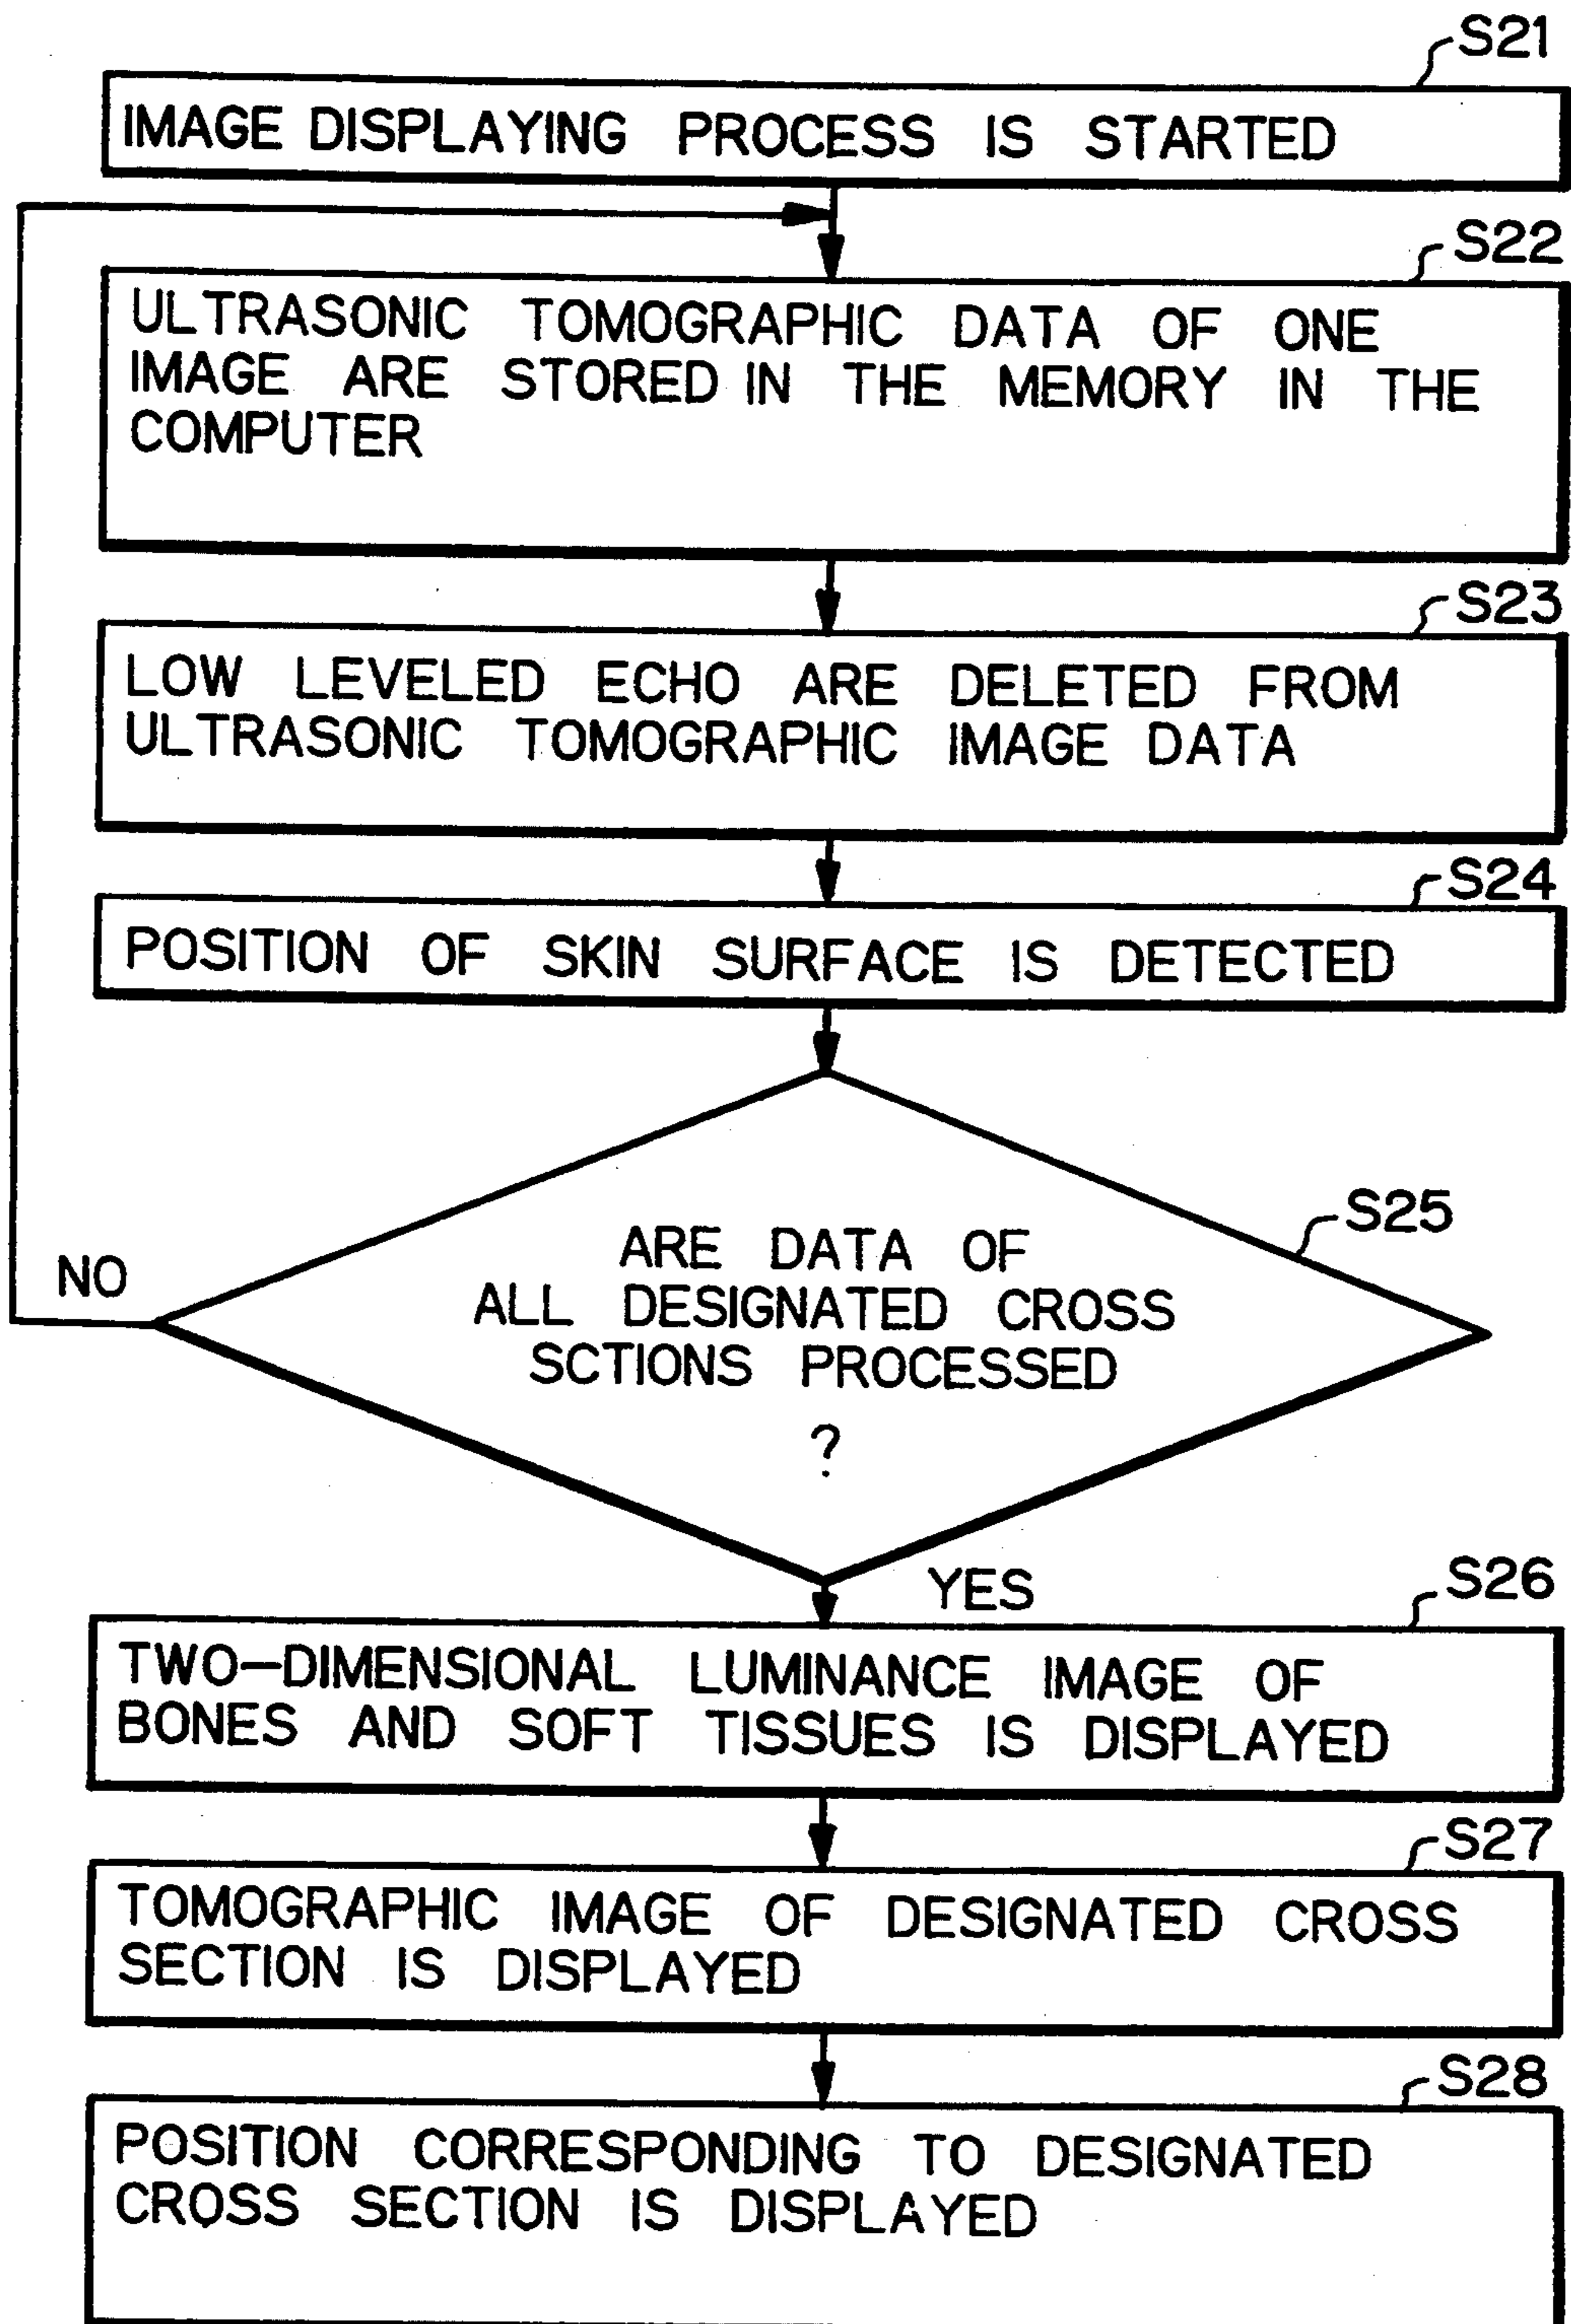 S21
IMAGE DISPLAYING PROCESS IS STARTED
S22
ULTRASONIC TOMOGRAPHIC DATA OF ONE
IMAGE ARE STORED IN THE MEMORY IN THE
COMPUTER
S23
LOW LEVELED ECHO ARE DELETED FROM
ULTRASONIC TOMOGRAPHIC IMAGE DATA
S24
POSITION OF SKIN SURFACE IS DETECTED
S25
ARE DATA OF
ALL DESIGNATED CROSS
SCTIONS PROCESSED
?
NO
YES
S26
TWO-DIMENSIONAL LUMINANCE IMAGE OF
BONES AND SOFT TISSUES IS DISPLAYED
S27
TOMOGRAPHIC IMAGE OF DESIGNATED CROSS
SECTION IS DISPLAYED
S28
POSITION CORRESPONDING TO DESIGNATED
CROSS SECTION IS DISPLAYED